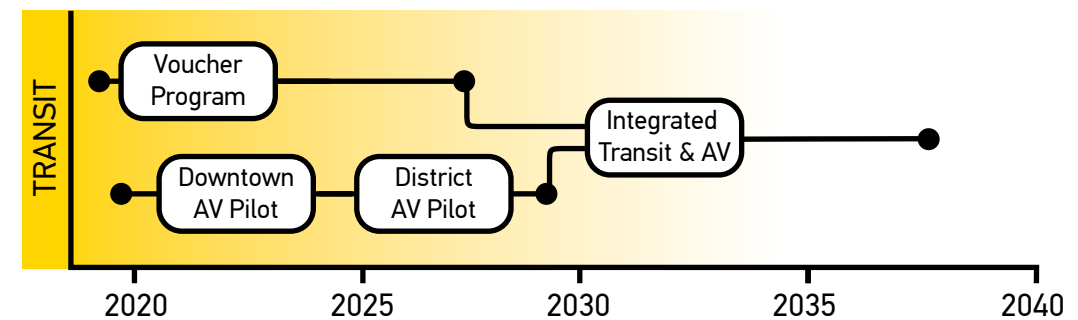 TRANSIT
Voucher
Program
Downtown
AV Pilot
District
AV Pilot
Integrated
Transit & AV
2020
2025
2030
2035
2040